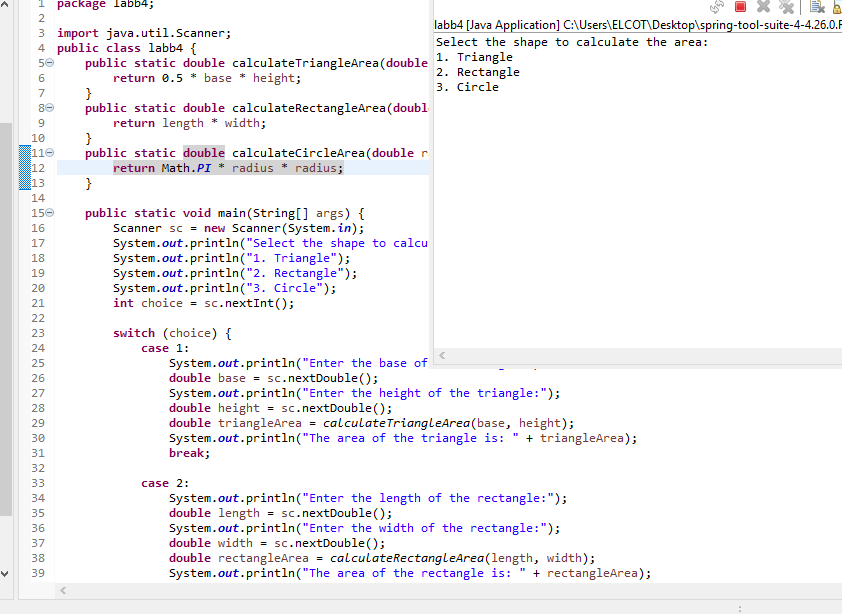 1 package labb4;
2
3 import java.util.Scanner;
4 public class labb4 {
5 public static double calculateTriangleArea(double
6 return 0.5 * base * height;
7 }
8 public static double calculateRectangleArea(doubl
9 return length * width;
10 }
11 public static double calculateCircleArea(double r
12 return Math.PI * radius * radius;
13 }
14
15 public static void main(String[] args) {
16 Scanner sc = new Scanner(System.in);
17 System.out.println("Select the shape to calcu
18 System.out.println("1. Triangle");
19 System.out.println("2. Rectangle");
20 System.out.println("3. Circle");
21 int choice = sc.nextInt();
22
23 switch (choice) {
24 case 1:
25 System.out.println("Enter the base of
26 double base = sc.nextDouble();
27 System.out.println("Enter the height of the triangle:");
28 double height = sc.nextDouble();
29 double triangleArea = calculateTriangleArea(base, height);
30 System.out.println("The area of the triangle is: " + triangleArea);
31 break;
32
33 case 2:
34 System.out.println("Enter the length of the rectangle:");
35 double length = sc.nextDouble();
36 System.out.println("Enter the width of the rectangle:");
37 double width = sc.nextDouble();
38 double rectangleArea = calculateRectangleArea(length, width);
39 System.out.println("The area of the rectangle is: " + rectangleArea);
labb4 [Java Application] C:\Users\ELCOT\Desktop\spring-tool-suite-4-4.26.0.R
Select the shape to calculate the area:
1. Triangle
2. Rectangle
3. Circle